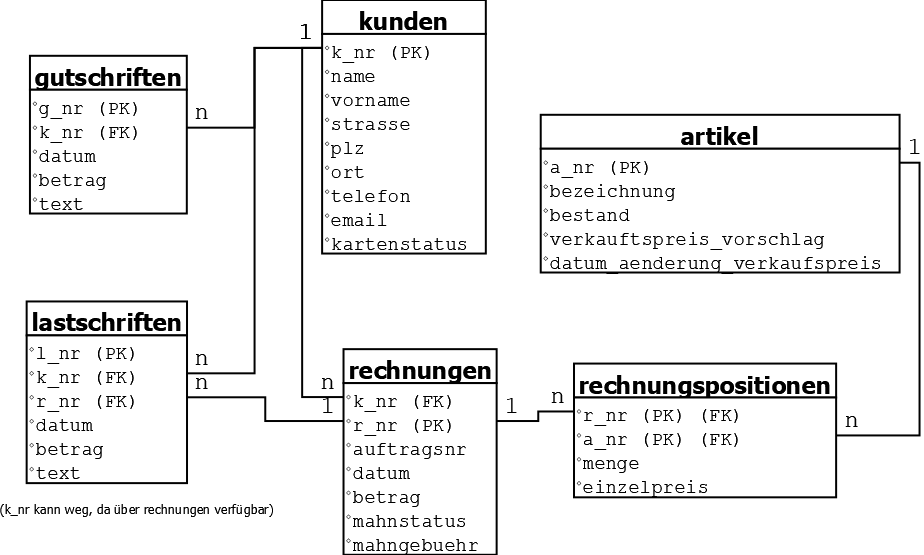 kunden
k_nr (PK)
name
vorname
strasse
plz
ort
telefon
email
kartenstatus
1
gutschriften
g_nr (PK)
k_nr (FK)
datum
betrag
text
n
artikel
a_nr (PK)
bezeichnung
bestand
verkauftspreis_vorschlag
datum_aenderung_verkaufspreis
1
lastschriften
l_nr (PK)
k_nr (FK)
r_nr (FK)
datum
betrag
text
n
n
(k_nr kann weg, da über rechnungen verfügbar)
rechnungen
k_nr (FK)
r_nr (PK)
auftragsnr
datum
betrag
mahnstatus
mahngebuehr
n
1
1
rechnungspositionen
r_nr (PK) (FK)
a_nr (PK) (FK)
menge
einzelpreis
n
n